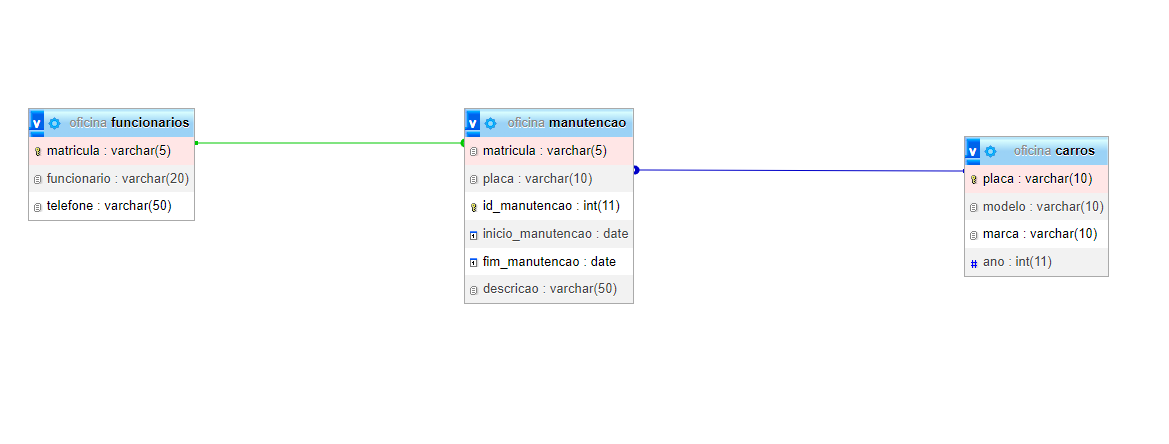 v oficina funcionarios
matricula : varchar(5)
funcionario : varchar(20)
telefone : varchar(50)
v oficina manutencao
matricula : varchar(5)
placa : varchar(10)
id_manutencao : int(11)
inicio_manutencao : date
fim_manutencao : date
descricao : varchar(50)
v oficina carros
placa : varchar(10)
modelo : varchar(10)
marca : varchar(10)
# ano : int(11)